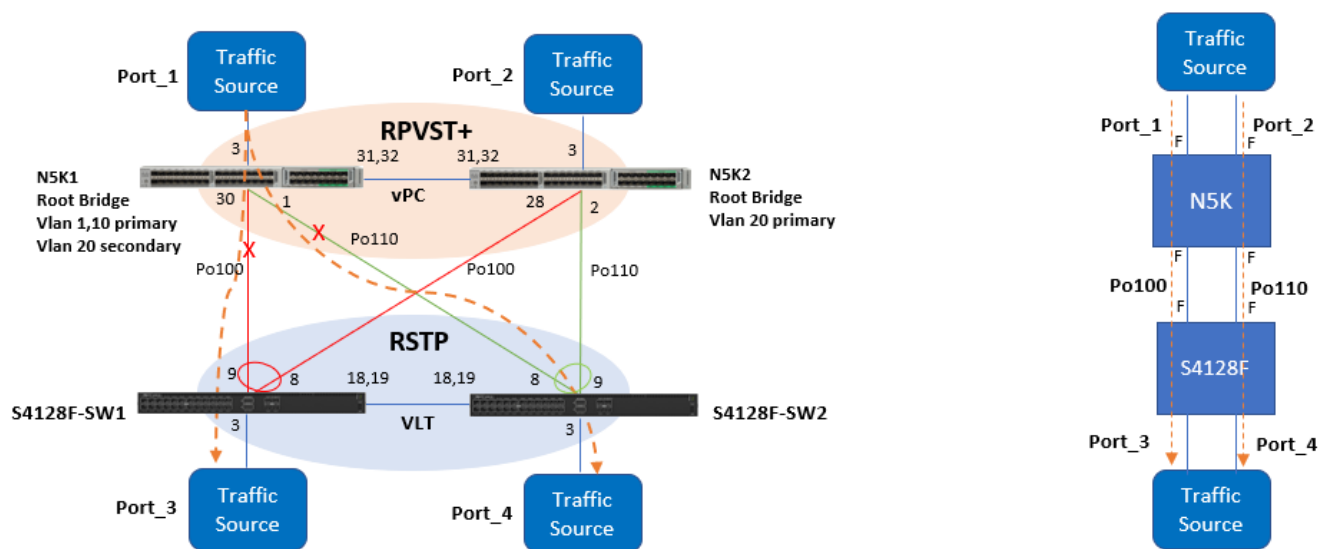 Traffic
Source
Port_1
Traffic
Source
Port_2
RPVST+
3
31,32
31,32
3
N5K1
Root Bridge
Vlan 1,10 primary
Vlan 20 secondary
30
1
vPC
28
2
N5K2
Root Bridge
Vlan 20 primary
X
X
Po110
Po100
Po100
Po110
RSTP
9
8
18,19
18,19
8
9
S4128F-SW1
VLT
S4128F-SW2
3
3
Port_3
Traffic
Source
Port_4
Traffic
Source
Traffic
Source
Port_1
Port_2
F
F
N5K
F
F
Po100
Po110
F
F
S4128F
Port_3
Port_4
Traffic
Source